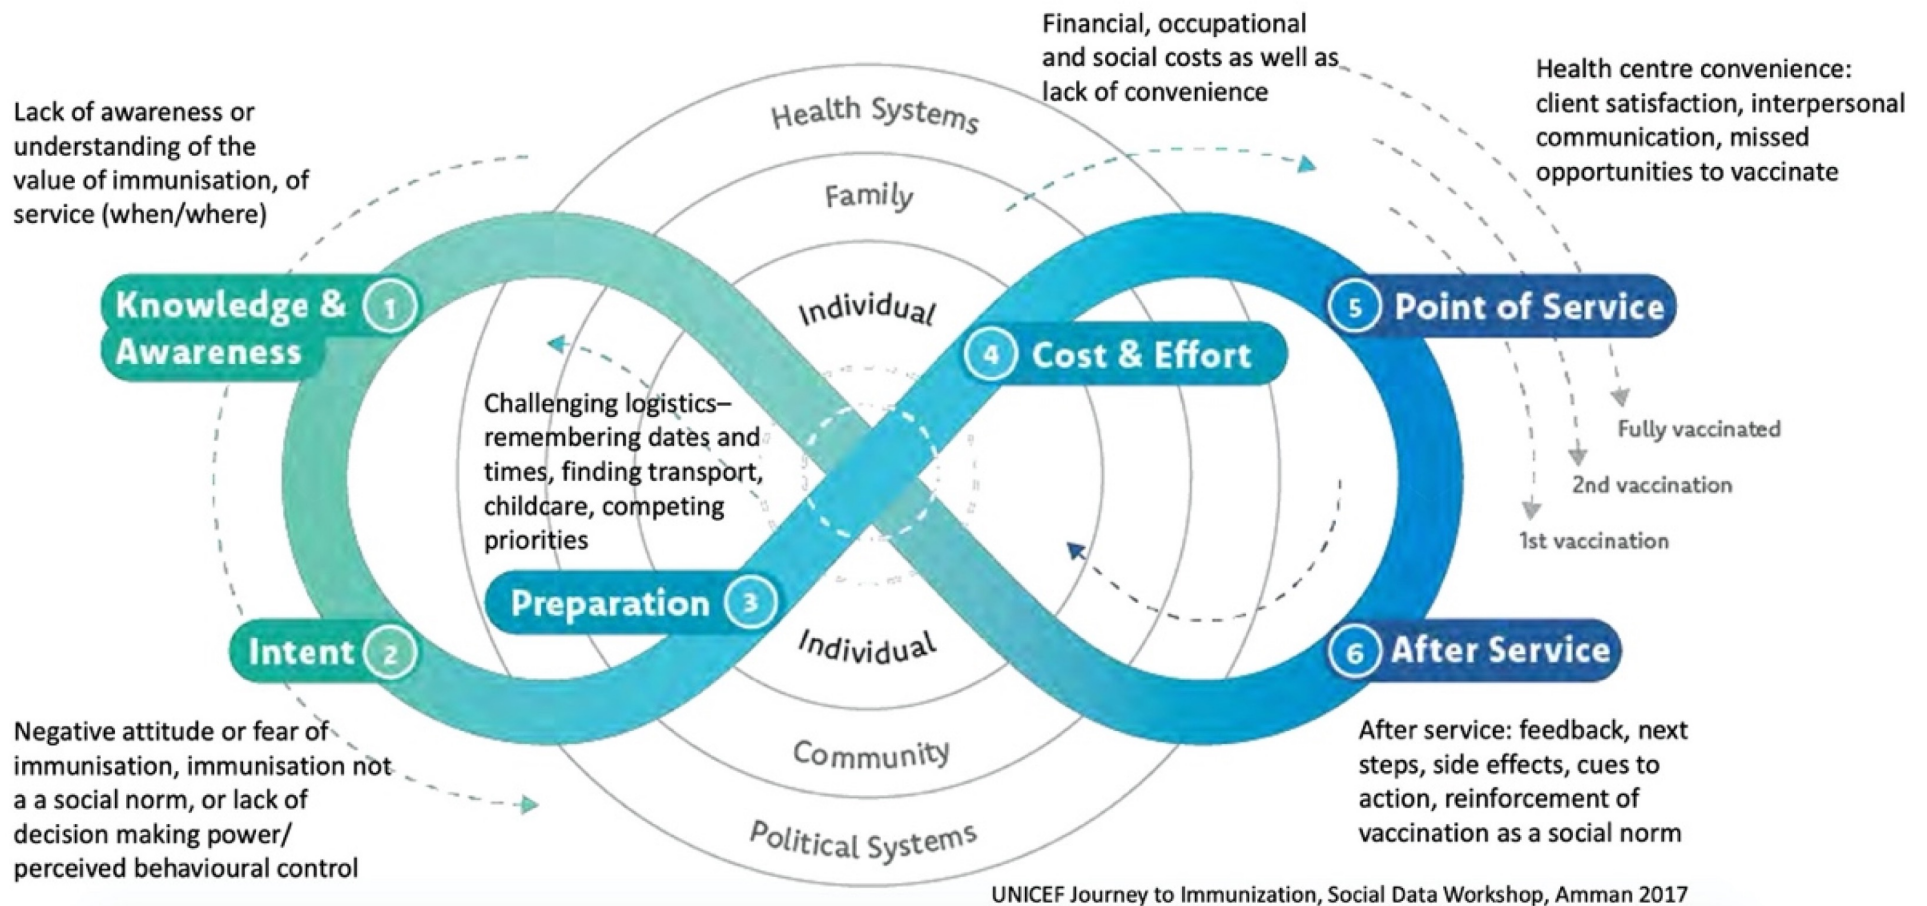 Financial, occupational
and social costs as well as
lack of convenience
Health centre convenience:
client satisfaction, interpersonal
communication, missed
opportunities to vaccinate
Lack of awareness or
understanding of the
value of immunisation, of
service (when/where)
Health Systems
Family
Individual
Knowledge &
Awareness
1
5
Point of Service
4
Cost & Effort
Challenging logistics–
remembering dates and
times, finding transport,
childcare, competing
priorities
Fully vaccinated
2nd vaccination
1st vaccination
Preparation
3
Intent
2
Individual
Community
Political Systems
6
After Service
Negative attitude or fear of
immunisation, immunisation not
a a social norm, or lack of
decision making power/
perceived behavioural control
After service: feedback, next
steps, side effects, cues to
action, reinforcement of
vaccination as a social norm
UNICEF Journey to Immunization, Social Data Workshop, Amman 2017